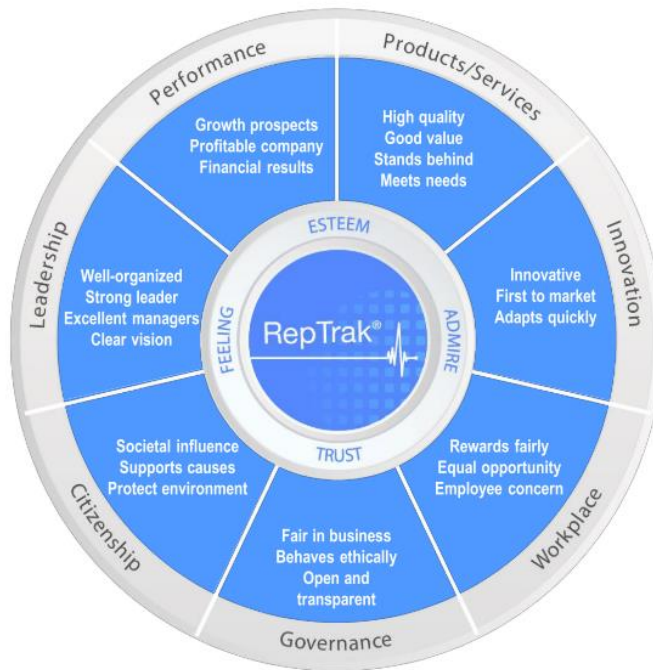 Performance
Growth prospects
Profitable company
Financial results
Products/Services
High quality
Good value
Stands behind
Meets needs
Innovation
Innovative
First to market
Adapts quickly
Workplace
Rewards fairly
Equal opportunity
Employee concern
Governance
Fair in business
Behaves ethically
Open and
transparent
Citizenship
Societal influence
Supports causes
Protect environment
Leadership
Well-organized
Strong leader
Excellent managers
Clear vision
ESTEEM
ADMIRE
TRUST
FEELING
RepTrak®